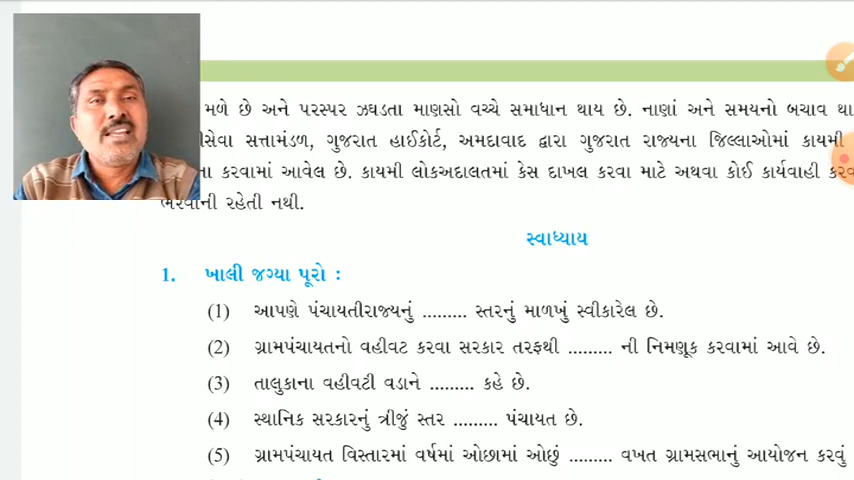 મળે છે અને પરસ્પર ઝઘડતા માણસો વચ્ચે સમાધાન થાય છે. નાણાં અને સમયનો બચાવ થા
સેવા સત્તામંડળ, ગુજરાત હાઈકોર્ટ, અમદાવાદ દ્વારા ગુજરાત રાજ્યના જિલ્લાઓમાં કાયમી
કરવામાં આવેલ છે. કાયમી લોકઅદાલતમાં કેસ દાખલ કરવા માટે અથવા કોઈ કાર્યવાહી કરવ
ભરવાની રહેતી નથી.
સ્વાધ્યાય
1. ખાલી જગ્યા પૂરો :
(1) આપણે પંચાયતીરાજ્યનું ......... સ્તરનું માળખું સ્વીકારેલ છે.
(2) ગ્રામપંચાયતનો વહીવટ કરવા સરકાર તરફથી ......... ની નિમણૂક કરવામાં આવે છે.
(3) તાલુકાના વહીવટી વડાને ......... કહે છે.
(4) સ્થાનિક સરકારનું ત્રીજું સ્તર ......... પંચાયત છે.
(5) ગ્રામપંચાયત વિસ્તારમાં વર્ષમાં ઓછામાં ઓછું ......... વખત ગ્રામસભાનું આયોજન કરવું